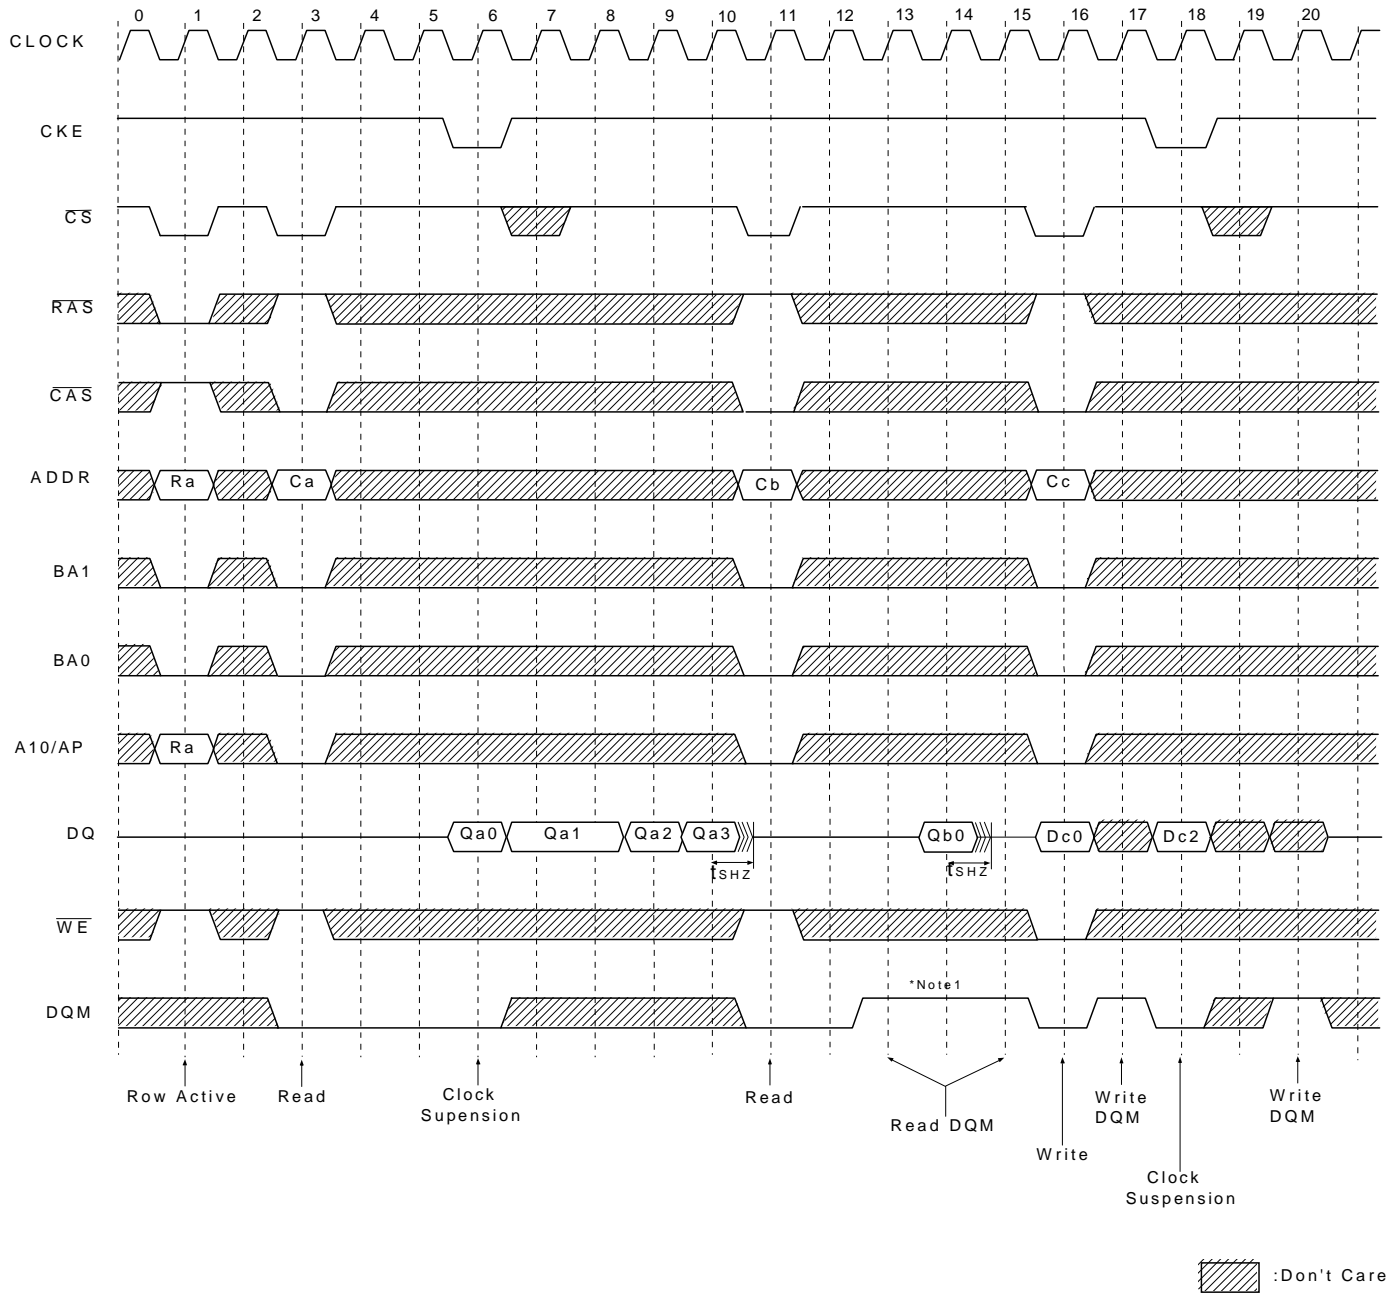 0 1 2 3 4 5 6 7 8 9 10 11 12 13 14 15 16 17 18 19 20
CLOCK
CKE
CS
RAS
CAS
ADDR Ra Ca Cb Cc
BA1
BA0
A10/AP Ra
DQ Qa0 Qa1 Qa2 Qa3 Qb0 Dc0 Dc2
tSHZ tSHZ
WE
*Note1
DQM
Row Active Read Clock Supension Read Read DQM Write Write DQM Clock Suspension Write DQM
:Don't Care